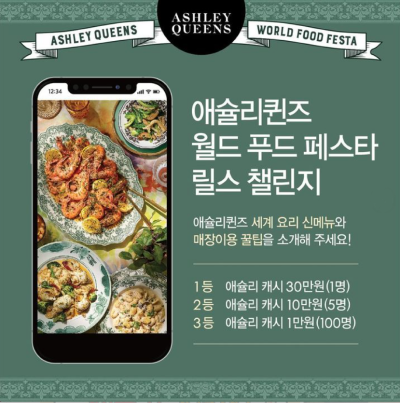 ASHLEY QUEENS
ASHLEY
QUEENS
WORLD FOOD FESTA
12:34
애슐리퀸즈
월드 푸드 페스타
릴스 챌린지
애슐리퀸즈 세계 요리 신메뉴와
매장이용 꿀팁을 소개해 주세요!
1등 애슐리 캐시 30만원(1명)
2등 애슐리 캐시 10만원(5명)
3등 애슐리 캐시 1만원(100명)